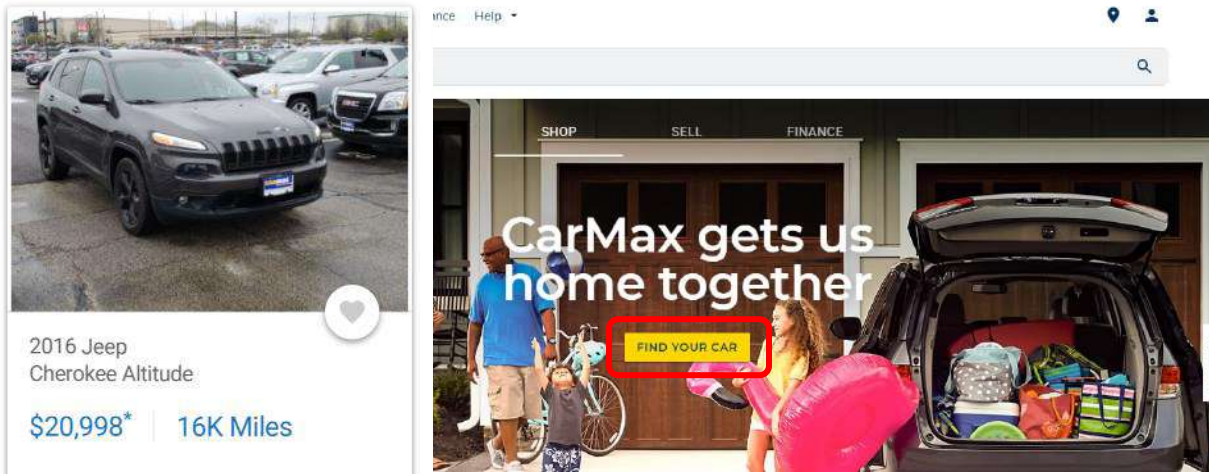 2016 Jeep
Cherokee Altitude
$20,998* 16K Miles
Help
SHOP SELL FINANCE
CarMax gets us
home together
FIND YOUR CAR